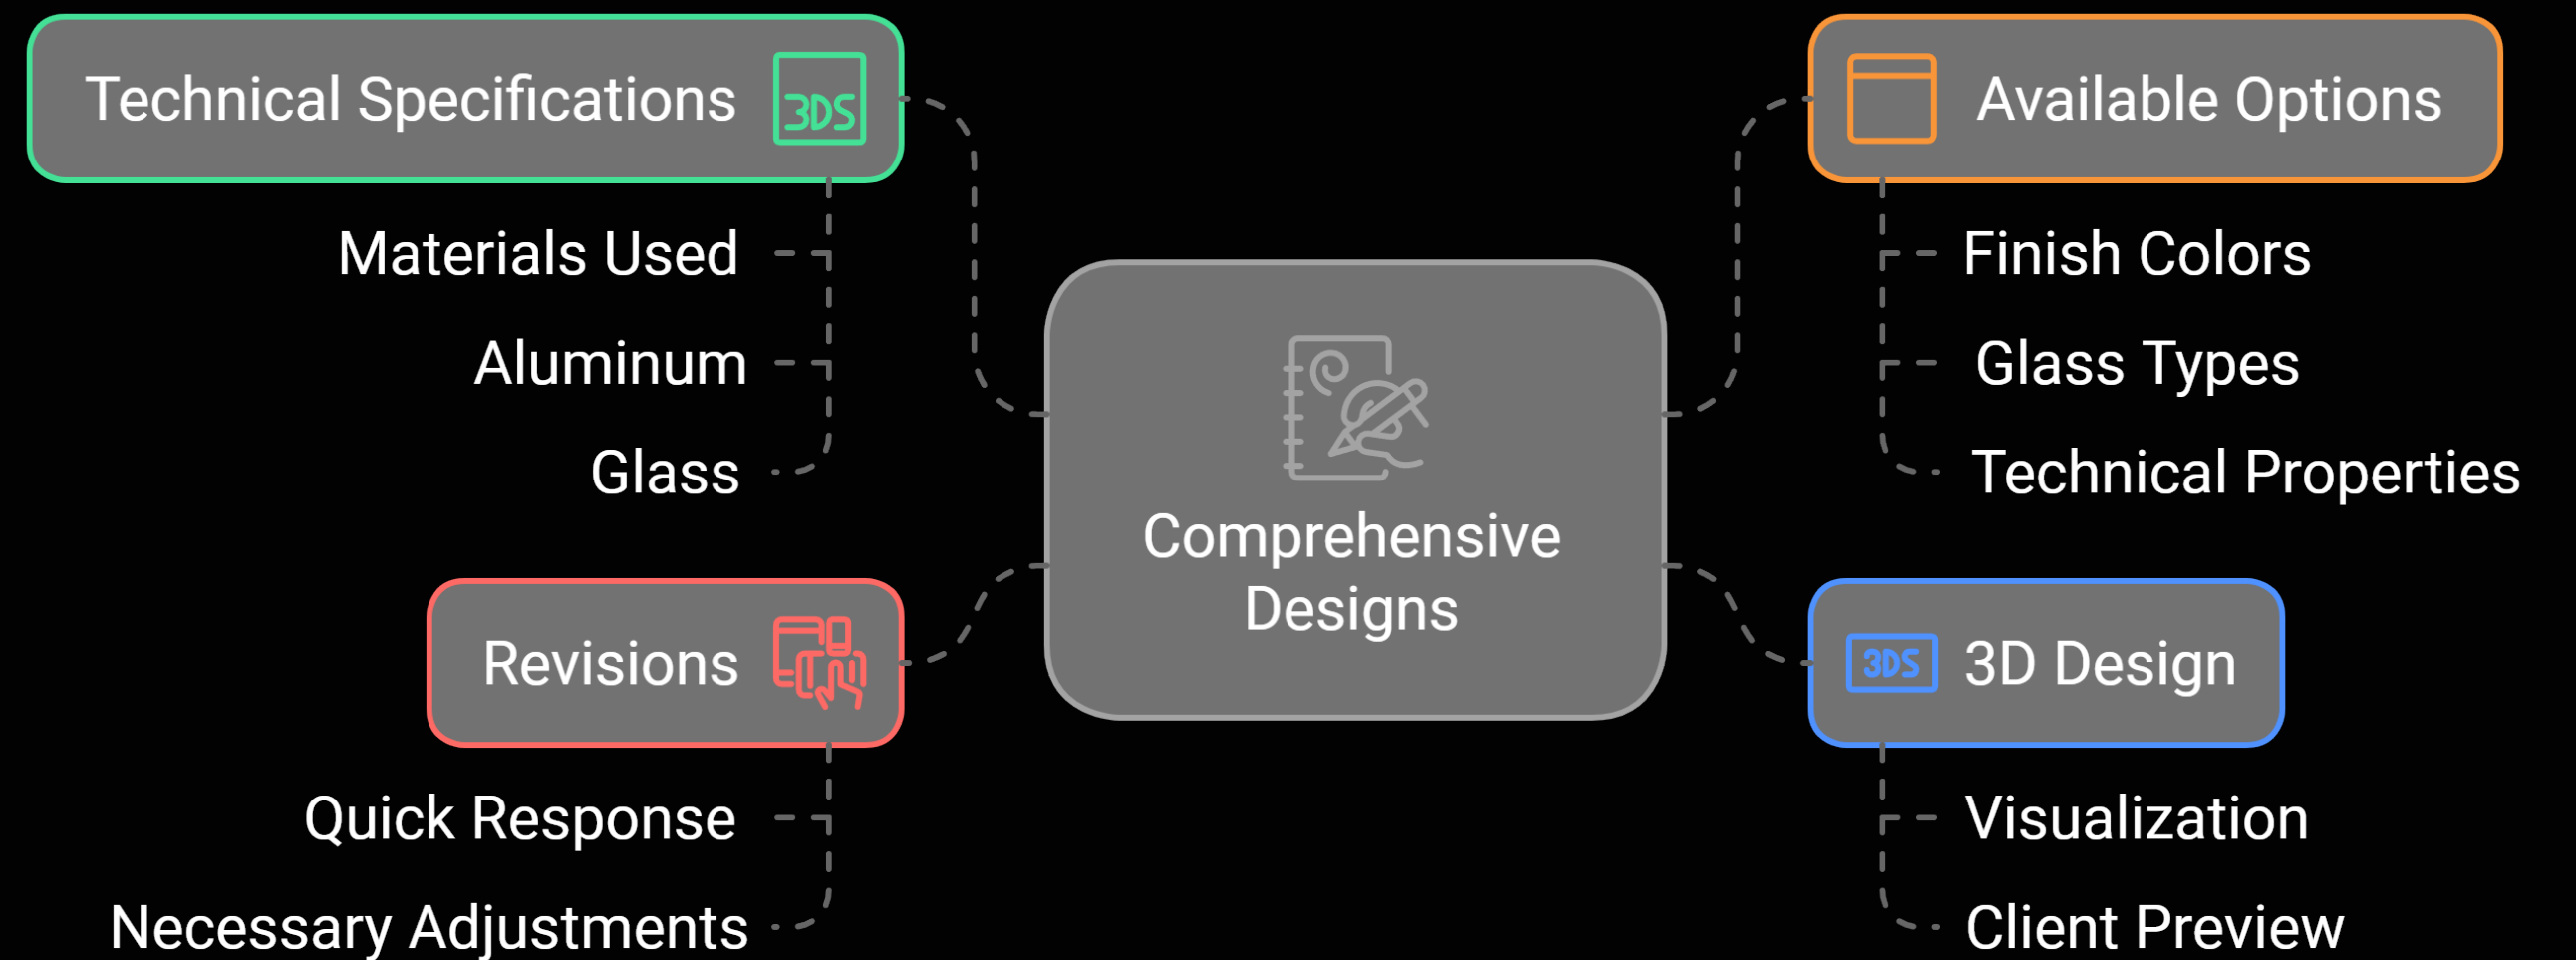 Technical Specifications
3DS
Materials Used
Aluminum
Glass
Revisions
Quick Response
Necessary Adjustments
Comprehensive
Designs
Available Options
Finish Colors
Glass Types
Technical Properties
3DS
3D Design
Visualization
Client Preview